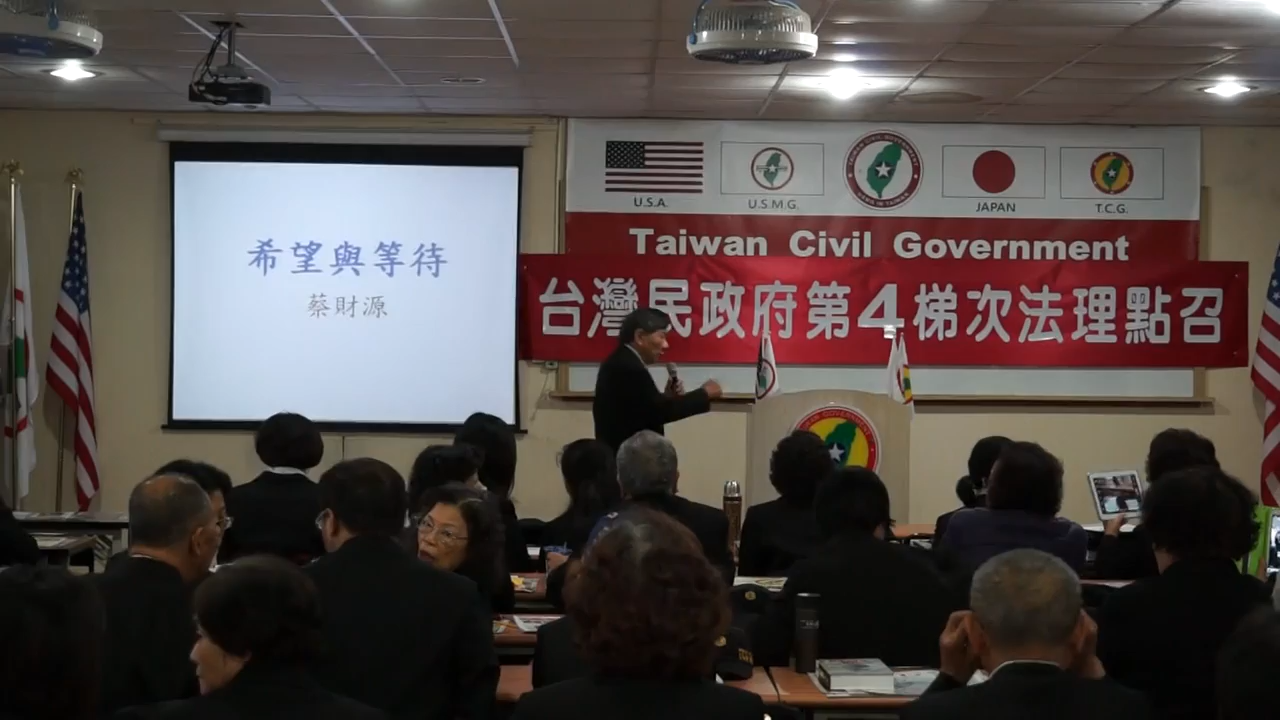 希望與等待
蔡財源
U.S.A.
U.S.M.G.
JAPAN
T.C.G.
Taiwan Civil Government
台灣民政府第4梯次法理點召